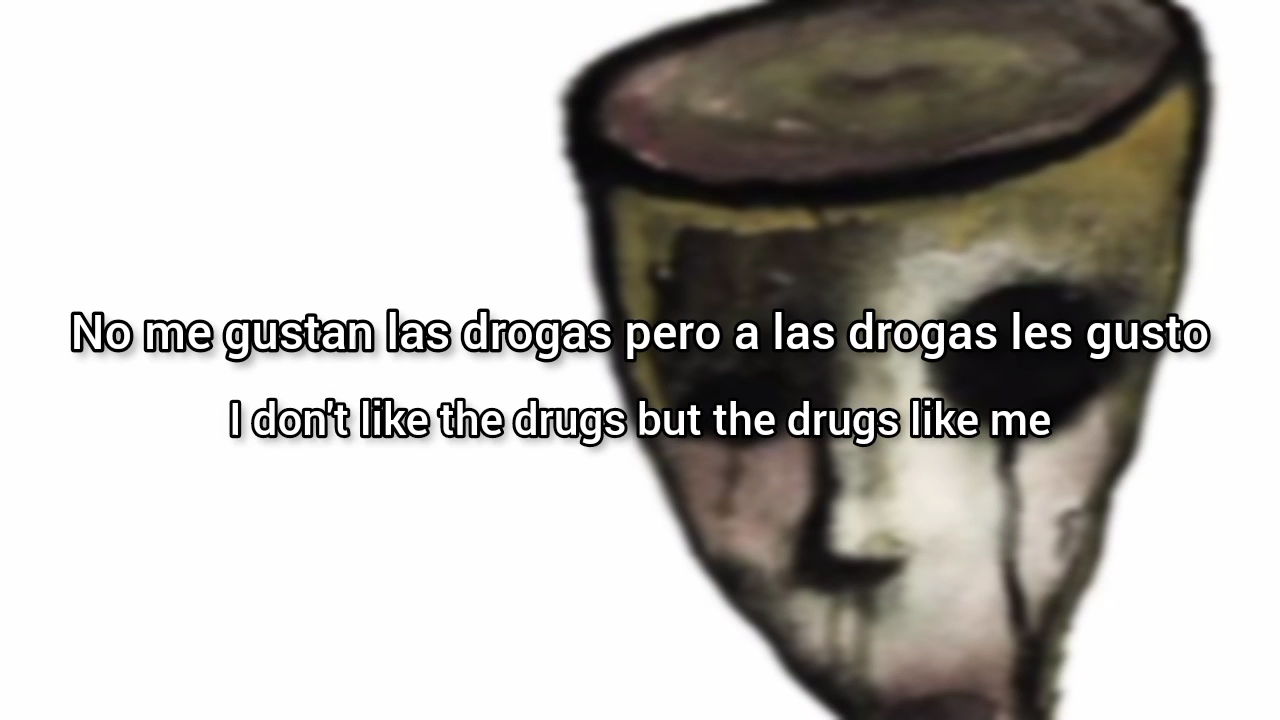 No me gustan las drogas pero a las drogas les gusto
I don't like the drugs but the drugs like me